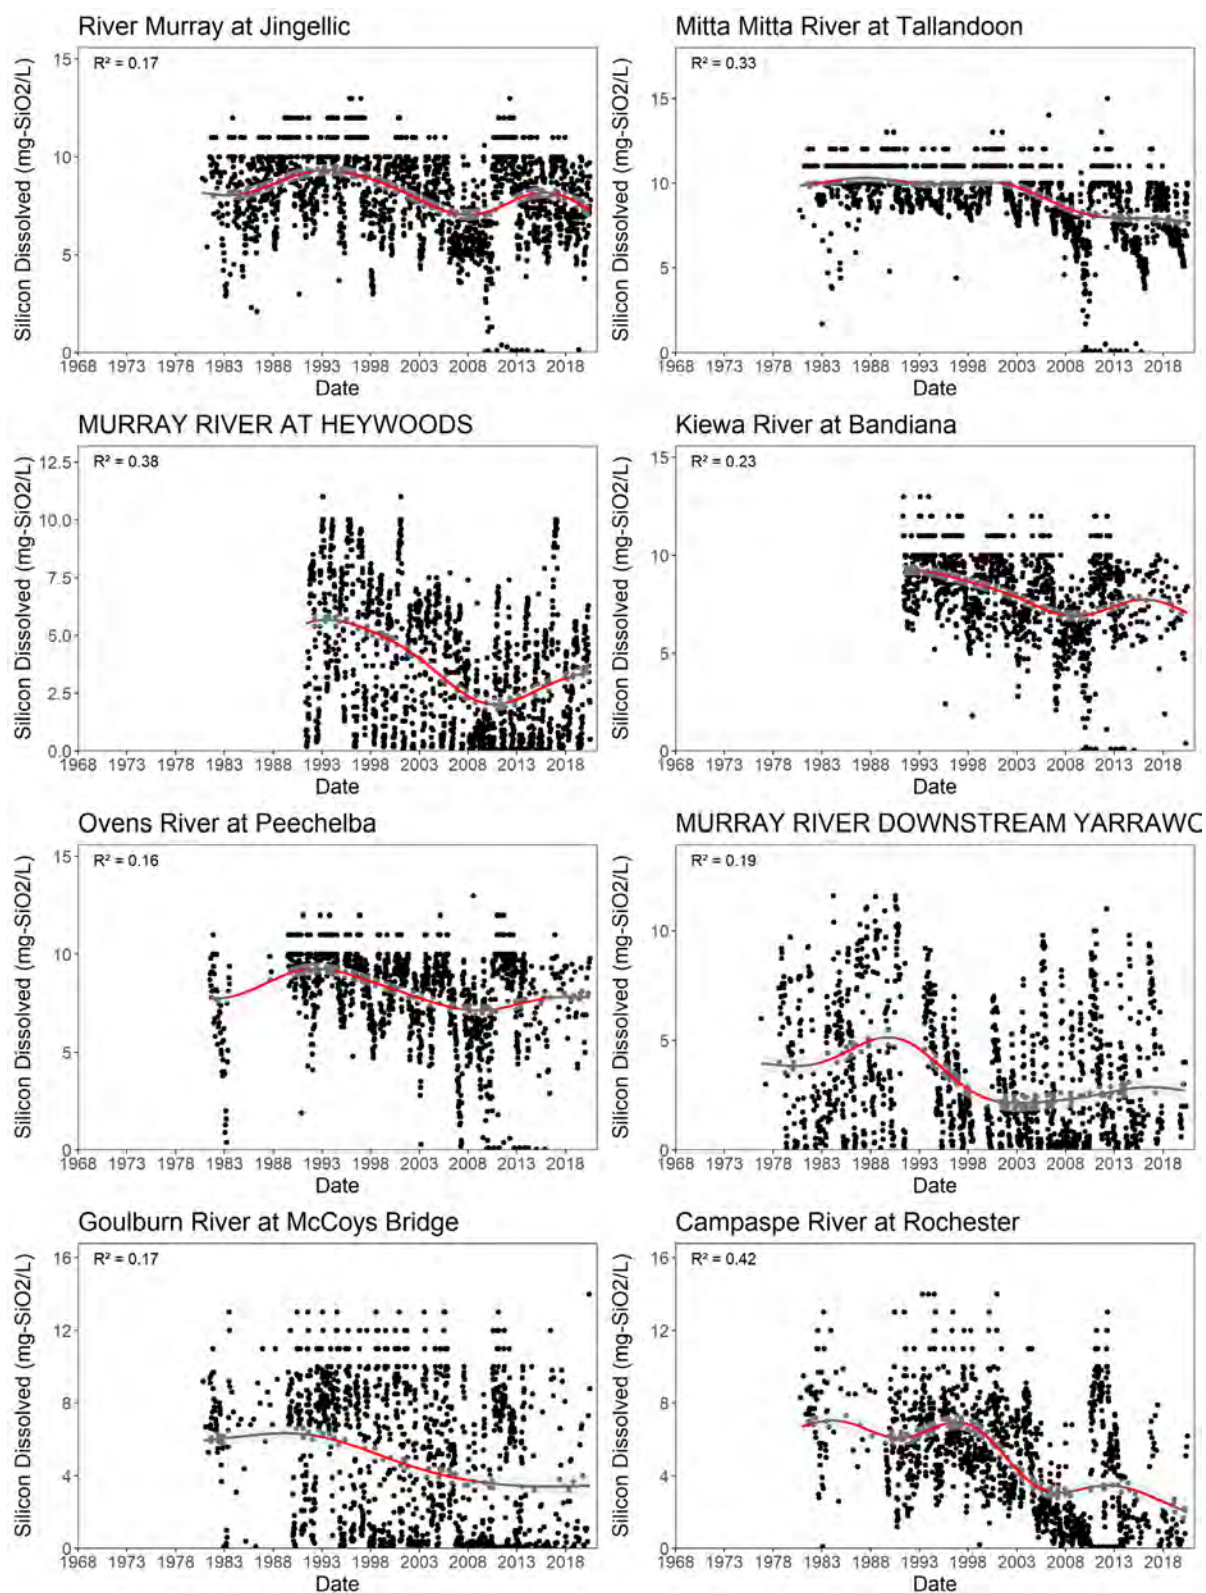 River Murray at Jingellic
Silicon Dissolved (mg-SiO2/L)
R² = 0.17
15
10
5
0
1968 1973 1978 1983 1988 1993 1998 2003 2008 2013 2018
Date
Mitta Mitta River at Tallandoon
Silicon Dissolved (mg-SiO2/L)
R² = 0.33
15
10
5
0
1968 1973 1978 1983 1988 1993 1998 2003 2008 2013 2018
Date
MURRAY RIVER AT HEYWOODS
Silicon Dissolved (mg-SiO2/L)
R² = 0.38
12.5
10.0
7.5
5.0
2.5
0.0
1968 1973 1978 1983 1988 1993 1998 2003 2008 2013 2018
Date
Kiewa River at Bandiana
Silicon Dissolved (mg-SiO2/L)
R² = 0.23
15
10
5
0
1968 1973 1978 1983 1988 1993 1998 2003 2008 2013 2018
Date
Ovens River at Peechelba
Silicon Dissolved (mg-SiO2/L)
R² = 0.16
15
10
5
0
1968 1973 1978 1983 1988 1993 1998 2003 2008 2013 2018
Date
MURRAY RIVER DOWNSTREAM YARRAWO
Silicon Dissolved (mg-SiO2/L)
R² = 0.19
10
5
0
1968 1973 1978 1983 1988 1993 1998 2003 2008 2013 2018
Date
Goulburn River at McCoys Bridge
Silicon Dissolved (mg-SiO2/L)
R² = 0.17
16
12
8
4
0
1968 1973 1978 1983 1988 1993 1998 2003 2008 2013 2018
Date
Campaspe River at Rochester
Silicon Dissolved (mg-SiO2/L)
R² = 0.42
16
12
8
4
0
1968 1973 1978 1983 1988 1993 1998 2003 2008 2013 2018
Date